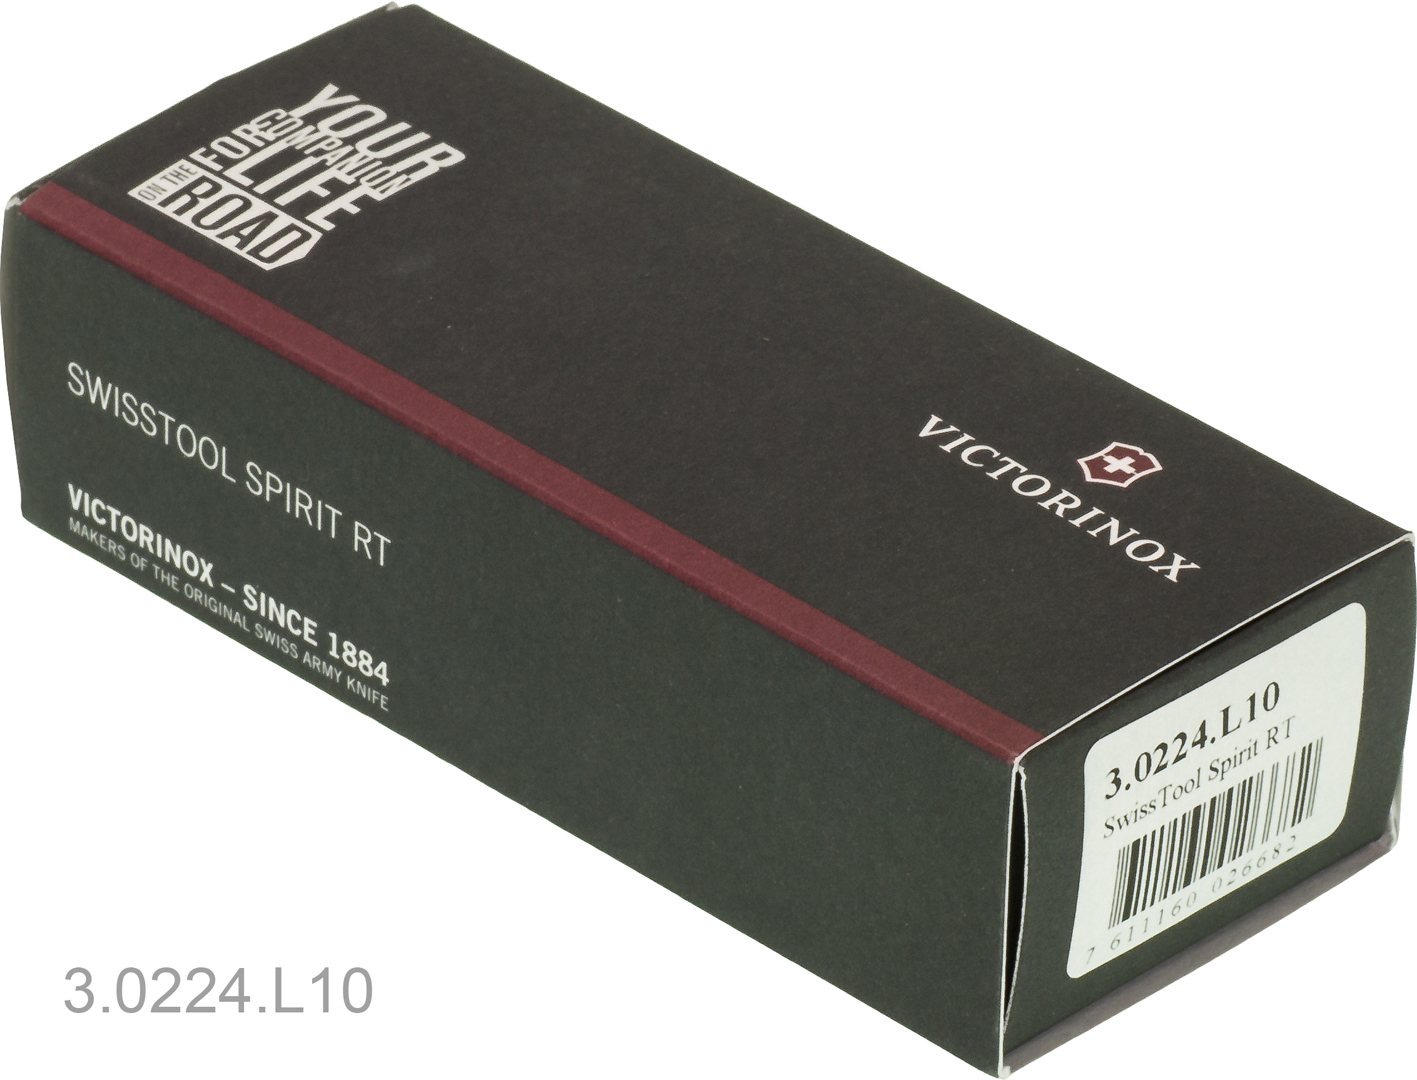 YOUR
COMPANION
FOR
LIFE
ON THE
ROAD
VICTORINOX
SWISSTOOL SPIRIT RT
VICTORINOX – SINCE 1884
MAKERS OF THE ORIGINAL SWISS ARMY KNIFE
3.0224.L10
SwissTool Spirit RT
7 611160 026682
3.0224.L10